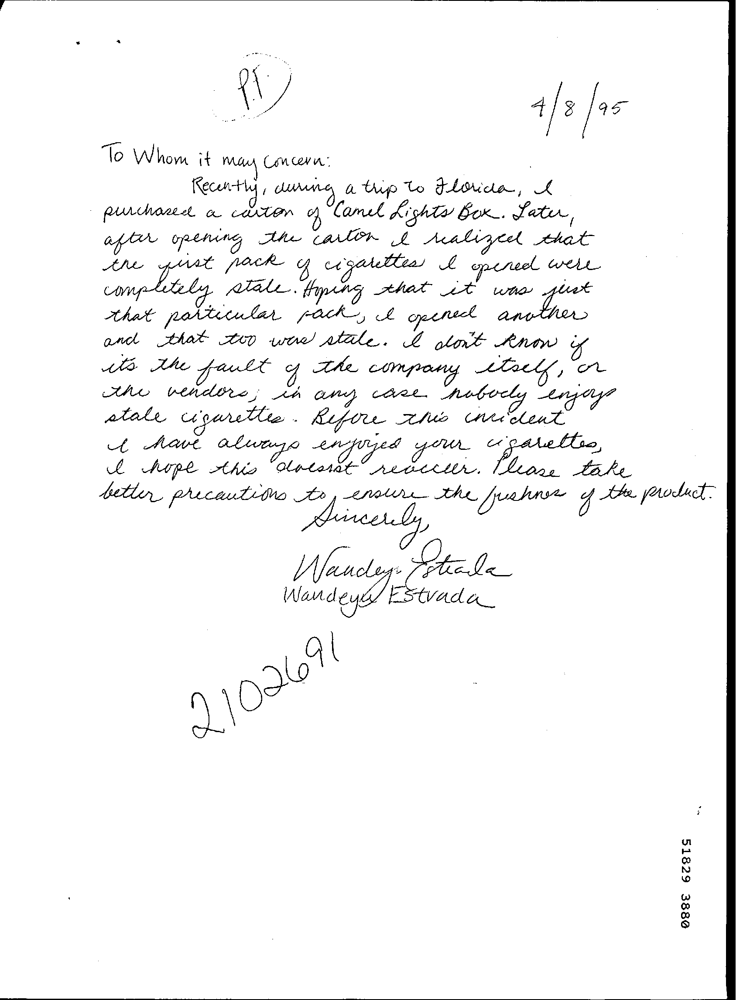 P.T.
4/8/95
To Whom it may concern:
Recently, during a trip to Florida, I
purchased a carton of Camel Lights Box. Later,
after opening the carton I realized that
the first pack of cigarettes I opened were
completely stale. Hoping that it was just
that particular pack, I opened another
and that too was stale. I don't know if
its the fault of the company itself, or
the vendors; in any case nobody enjoys
stale cigarettes. Before this incident
I have always enjoyed your cigarettes,
I hope this doesnt reoccur. Please take
better precautions to ensure the freshness of the product.
Sincerely,
Wandeya Estrada
Wandeya Estrada
2102691
51829 3880